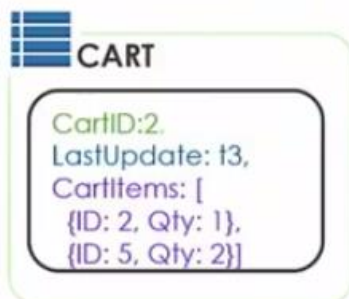 CART
CartID:2.
LastUpdate: t3,
CartItems: [
{ID: 2, Qty: 1},
{ID: 5, Qty: 2}]